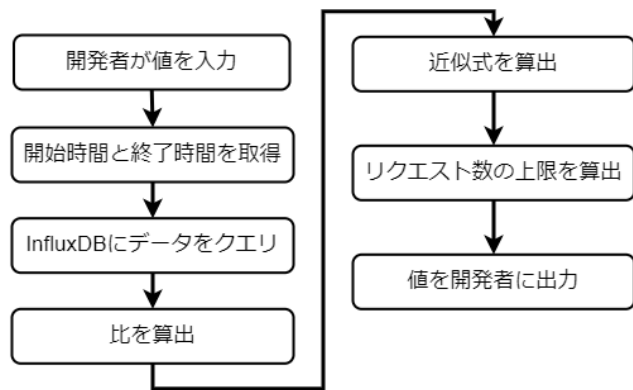 開発者が値を入力
開始時間と終了時間を取得
InfluxDBにデータをクエリ
比を算出
近似式を算出
リクエスト数の上限を算出
値を開発者に出力